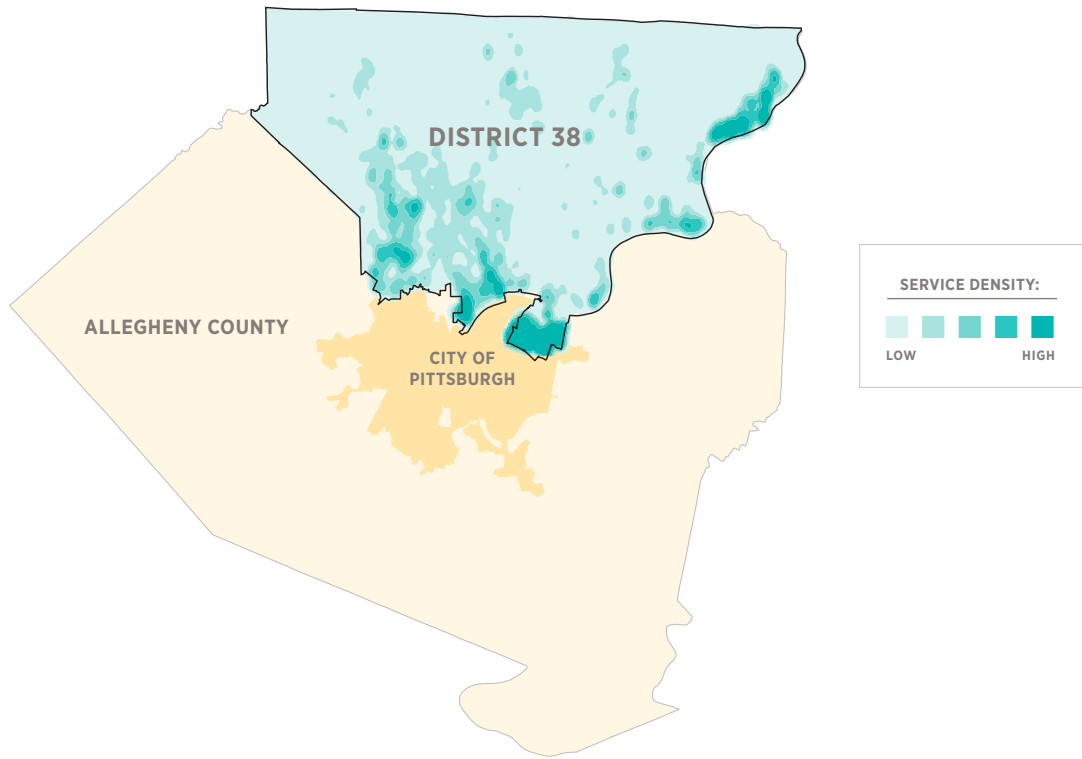 DISTRICT 38
ALLEGHENY COUNTY
CITY OF
PITTSBURGH
SERVICE DENSITY:
LOW
HIGH